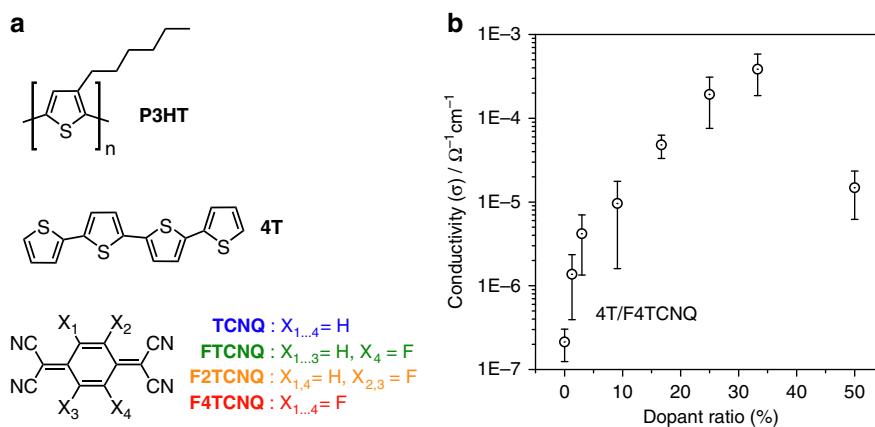 a
P3HT
S
n
4T
S
S
S
S
X₁ X₂
CN CN
NC CN
X₃ X₄
TCNQ : X₁...₄= H
FTCNQ : X₁...₃= H, X₄ = F
F2TCNQ : X₁,₄= H, X₂,₃ = F
F4TCNQ : X₁...₄ = F
b
Conductivity (σ) / Ω⁻¹cm⁻¹
1E–3
1E–4
1E–5
1E–6
1E–7
4T/F4TCNQ
0 10 20 30 40 50
Dopant ratio (%)